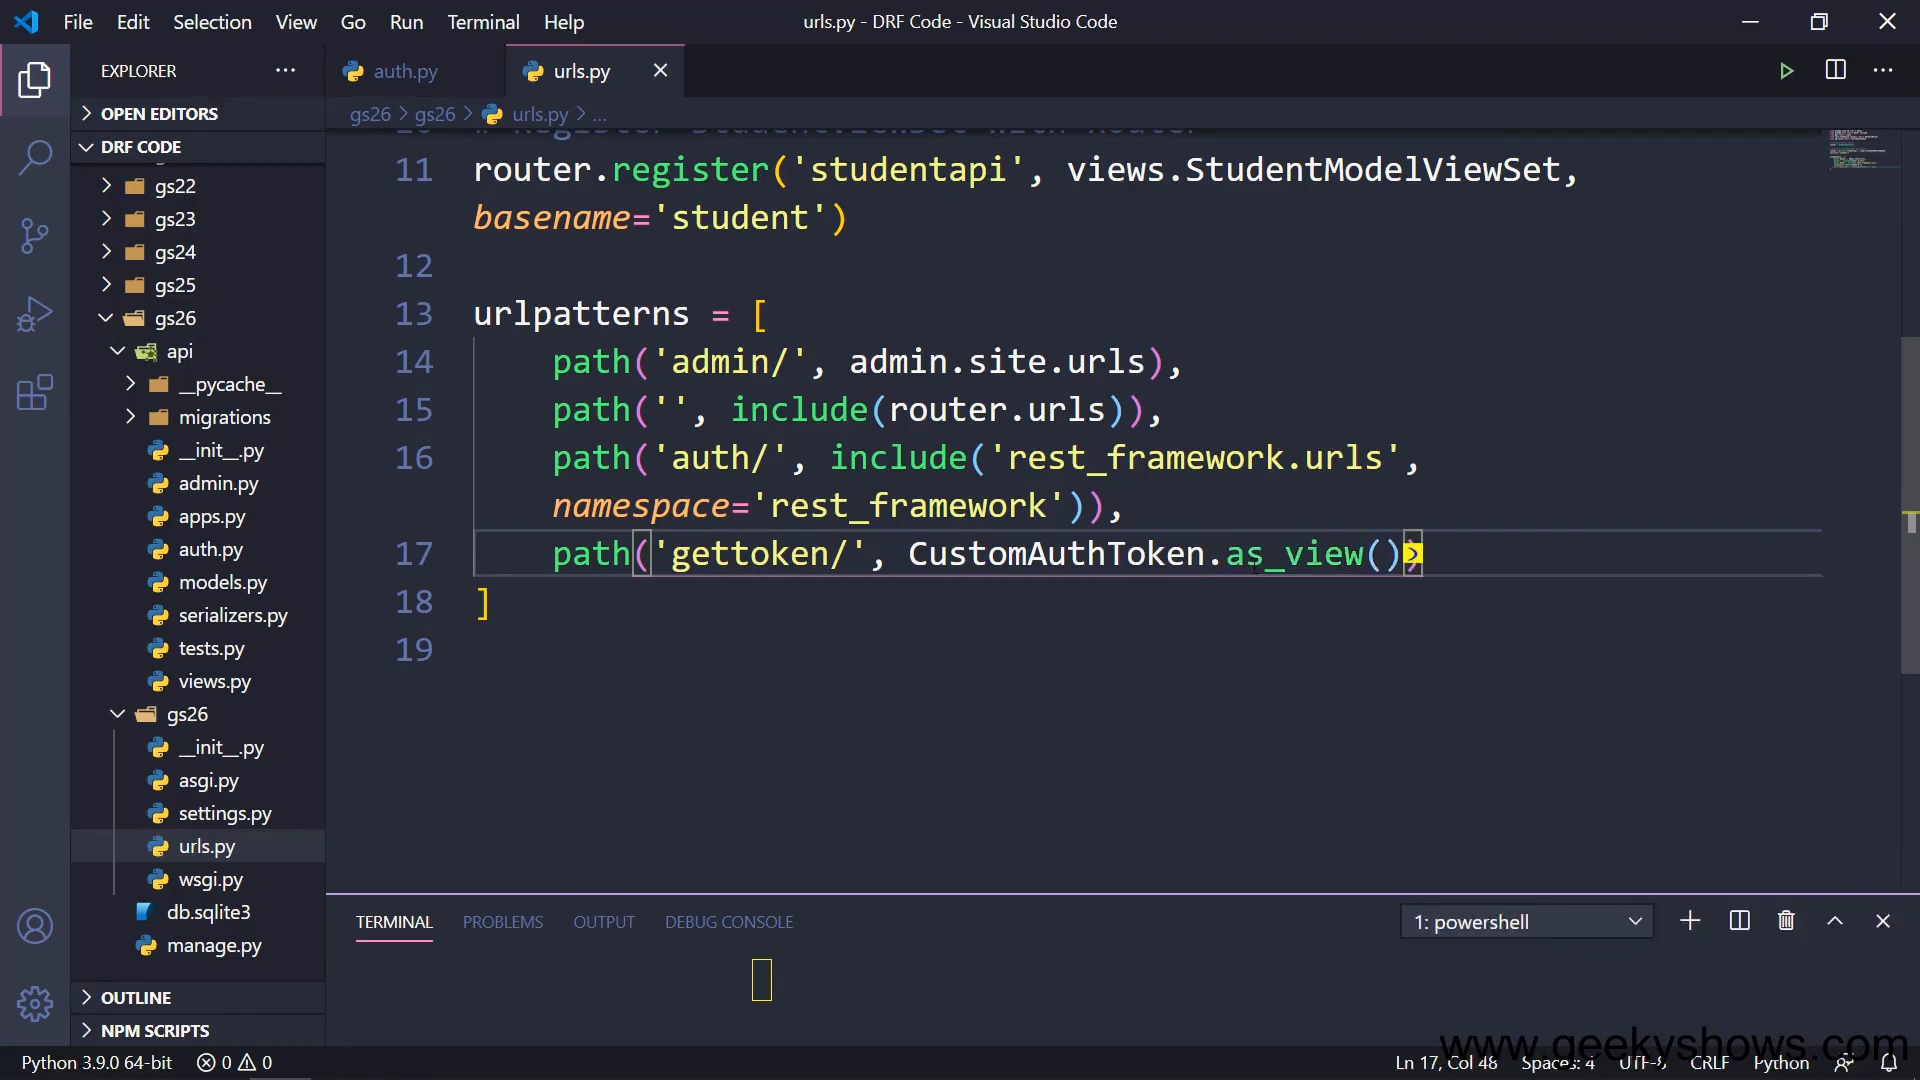 File Edit Selection View Go Run Terminal Help
urls.py - DRF Code - Visual Studio Code
EXPLORER
auth.py
urls.py
OPEN EDITORS
gs26 > gs26 > urls.py > ...
DRF CODE
gs22
gs23
gs24
gs25
gs26
api
__pycache__
migrations
__init__.py
admin.py
apps.py
auth.py
models.py
serializers.py
tests.py
views.py
gs26
__init__.py
asgi.py
settings.py
urls.py
wsgi.py
db.sqlite3
manage.py
OUTLINE
NPM SCRIPTS
11 router.register('studentapi', views.StudentModelViewSet,
basename='student')
12
13 urlpatterns = [
14 path('admin/', admin.site.urls),
15 path('', include(router.urls)),
16 path('auth/', include('rest_framework.urls',
namespace='rest_framework')),
17 path('gettoken/', CustomAuthToken.as_view())
18 ]
19
TERMINAL PROBLEMS OUTPUT DEBUG CONSOLE
1: powershell
www.geekyshows.com
Python 3.9.0 64-bit 0 0
Ln 17, Col 48 Spaces: 4 UTF-8 CRLF Python